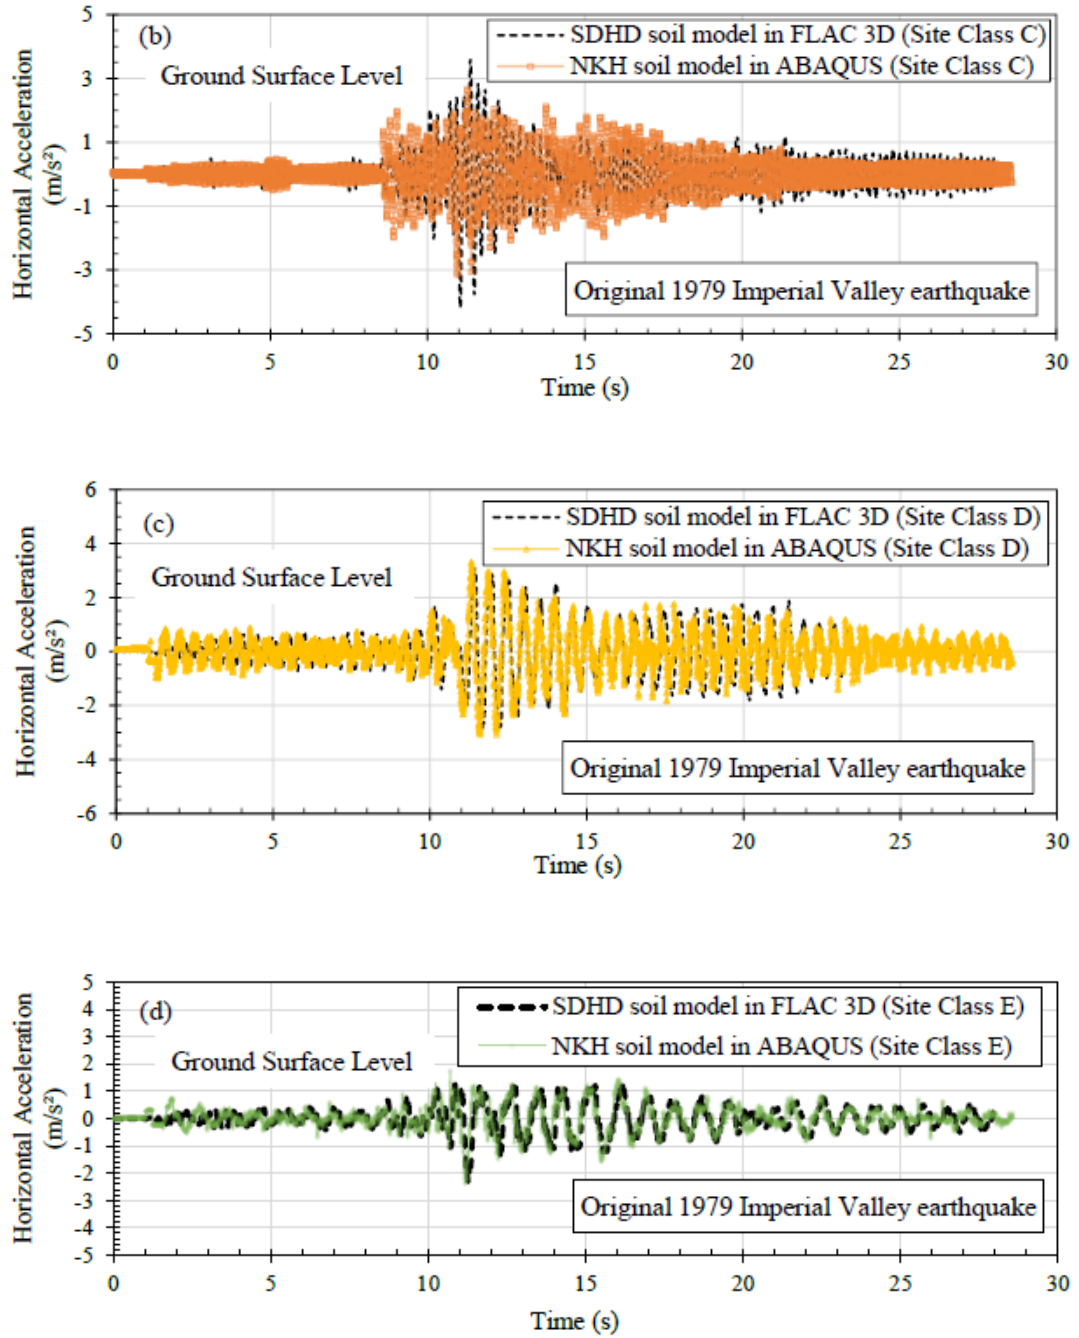 5
(b)
SDHD soil model in FLAC 3D (Site Class C)
NKH soil model in ABAQUS (Site Class C)
Ground Surface Level
3
1
-1
-3
-5
Horizontal Acceleration
(m/s²)
Original 1979 Imperial Valley earthquake
0 5 10 15 20 25 30
Time (s)
6
(c)
SDHD soil model in FLAC 3D (Site Class D)
NKH soil model in ABAQUS (Site Class D)
Ground Surface Level
4
2
0
-2
-4
-6
Horizontal Acceleration
(m/s²)
Original 1979 Imperial Valley earthquake
0 5 10 15 20 25 30
Time (s)
5
(d)
SDHD soil model in FLAC 3D (Site Class E)
NKH soil model in ABAQUS (Site Class E)
Ground Surface Level
4
3
2
1
0
-1
-2
-3
-4
-5
Horizontal Acceleration
(m/s²)
Original 1979 Imperial Valley earthquake
0 5 10 15 20 25 30
Time (s)